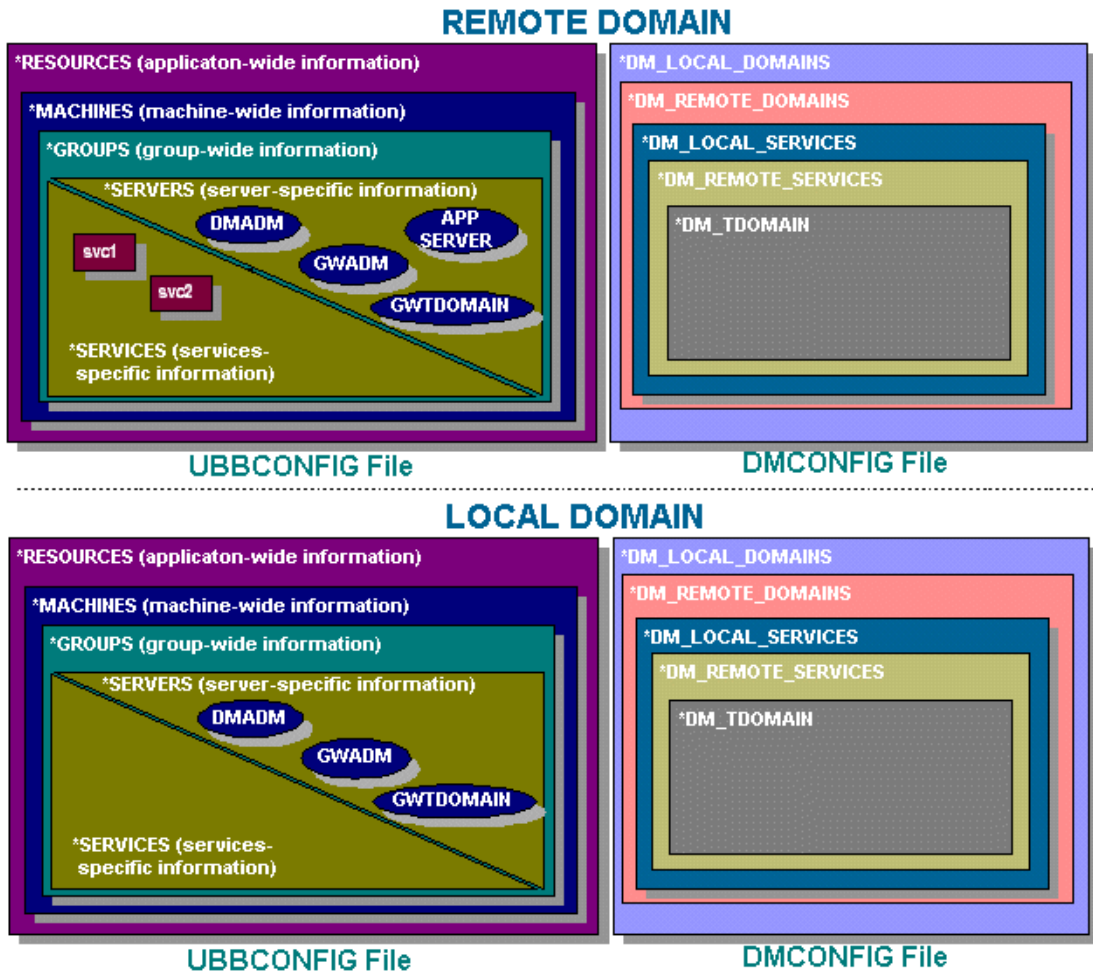 REMOTE DOMAIN
*RESOURCES (applicaton-wide information)
*MACHINES (machine-wide information)
*GROUPS (group-wide information)
*SERVERS (server-specific information)
DMADM
APP
SERVER
GWADM
GWTDOMAIN
svc1
svc2
*SERVICES (services-
specific information)
UBBCONFIG File
*DM_LOCAL_DOMAINS
*DM_REMOTE_DOMAINS
*DM_LOCAL_SERVICES
*DM_REMOTE_SERVICES
*DM_TDOMAIN
DMCONFIG File
LOCAL DOMAIN
*RESOURCES (applicaton-wide information)
*MACHINES (machine-wide information)
*GROUPS (group-wide information)
*SERVERS (server-specific information)
DMADM
GWADM
GWTDOMAIN
*SERVICES (services-
specific information)
UBBCONFIG File
*DM_LOCAL_DOMAINS
*DM_REMOTE_DOMAINS
*DM_LOCAL_SERVICES
*DM_REMOTE_SERVICES
*DM_TDOMAIN
DMCONFIG File